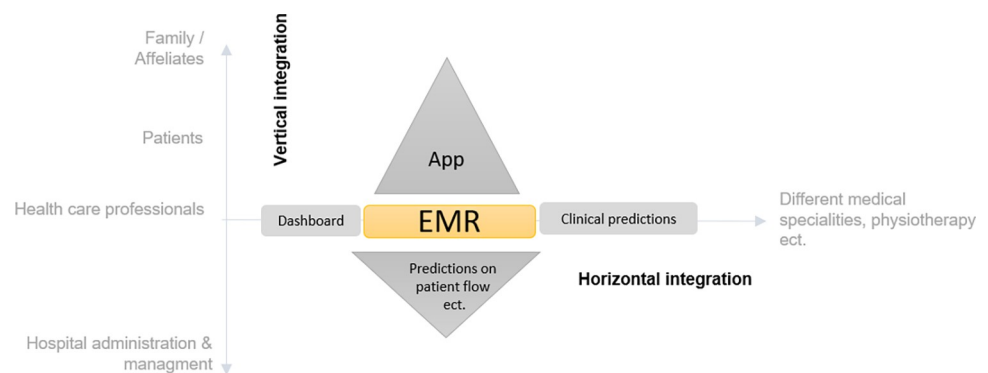 Family /
Affeliates
Vertical integration
Patients
App
Health care professionals
Dashboard
EMR
Clinical predictions
Different medical
specialities, physiotherapy
ect.
Predictions on
patient flow
ect.
Horizontal integration
Hospital administration &
managment